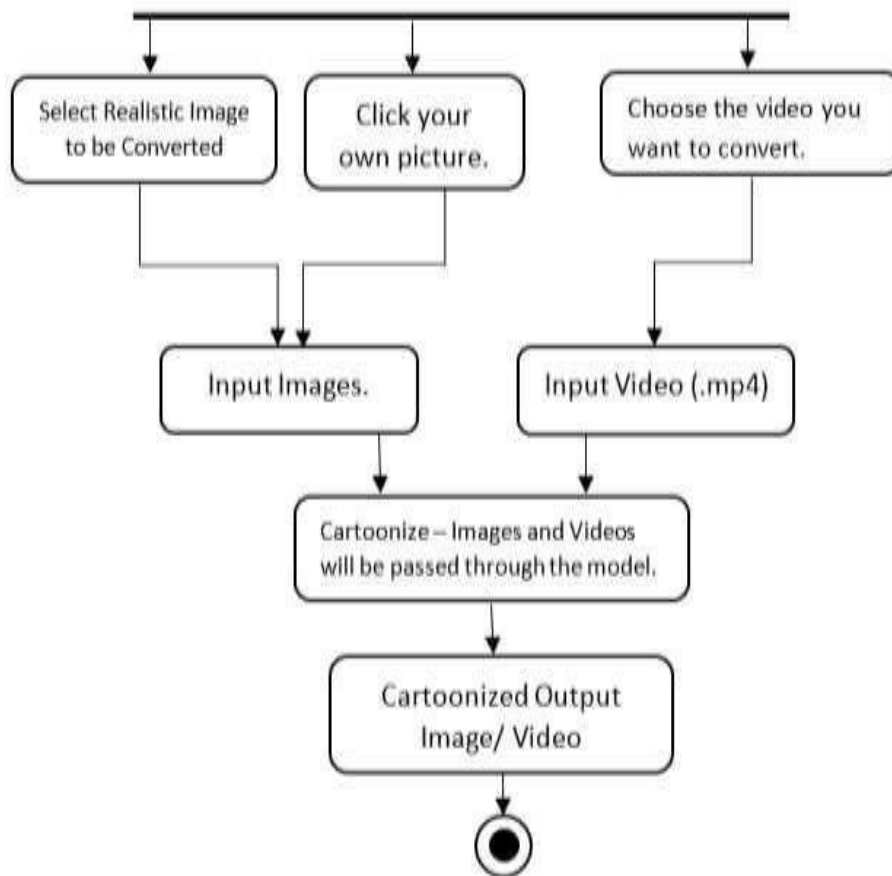 Select Realistic Image
to be Converted
Click your
own picture.
Choose the video you
want to convert.
Input Images.
Input Video (.mp4)
Cartoonize – Images and Videos
will be passed through the model.
Cartoonized Output
Image/ Video